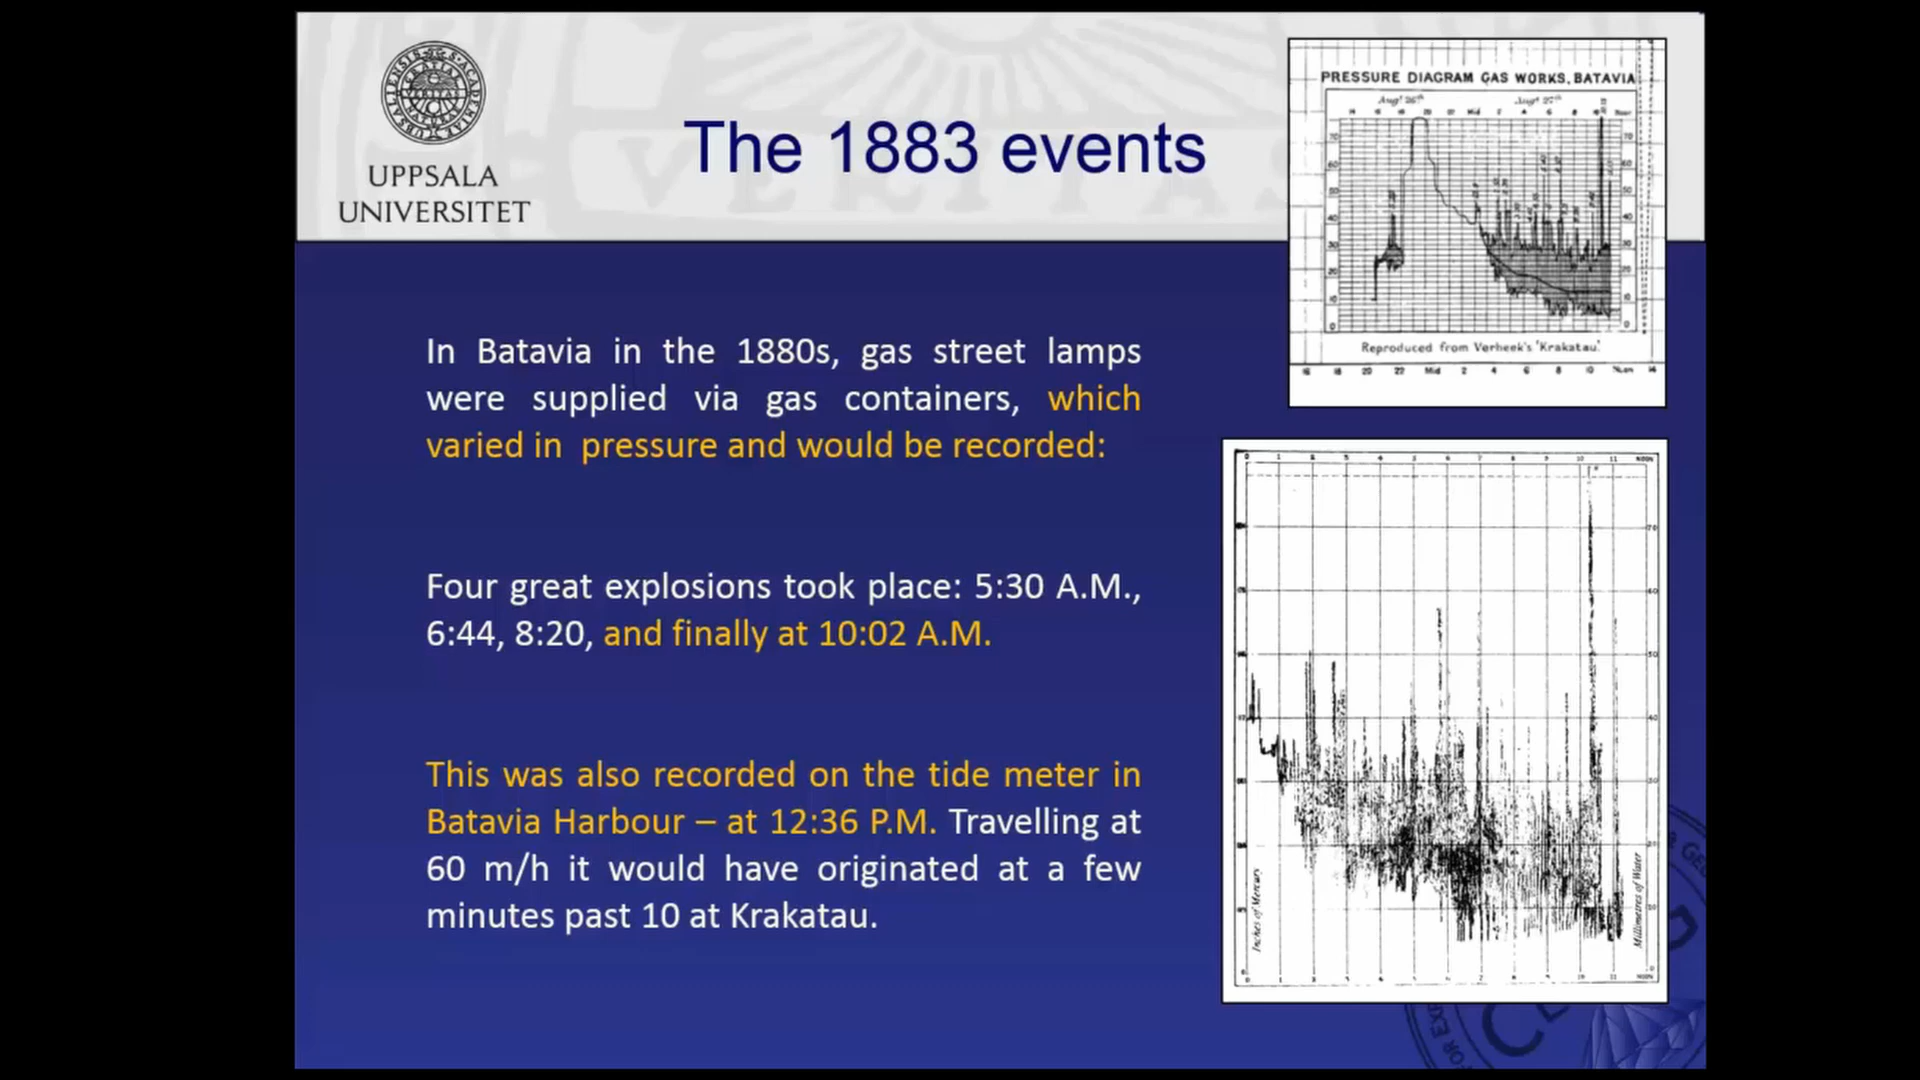 UPPSALA
UNIVERSITET
The 1883 events
In Batavia in the 1880s, gas street lamps
were supplied via gas containers, which
varied in pressure and would be recorded:
Four great explosions took place: 5:30 A.M.,
6:44, 8:20, and finally at 10:02 A.M.
This was also recorded on the tide meter in
Batavia Harbour – at 12:36 P.M. Travelling at
60 m/h it would have originated at a few
minutes past 10 at Krakatau.
PRESSURE DIAGRAM GAS WORKS, BATAVIA
Reproduced from Verbeek's 'Krakatau'.
Inches of Mercury
Millimetres of Water